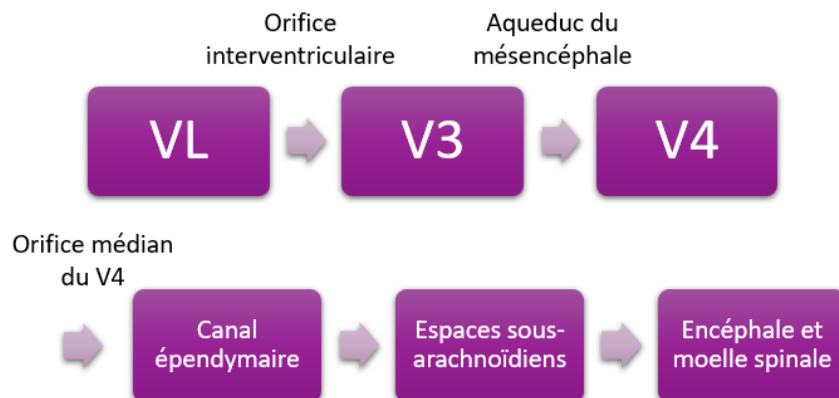 Orifice
interventriculaire
Aqueduc du
mésencéphale
VL
V3
V4
Orifice médian
du V4
Canal
épendymaire
Espaces sous-
arachnoïdiens
Encéphale et
moelle spinale